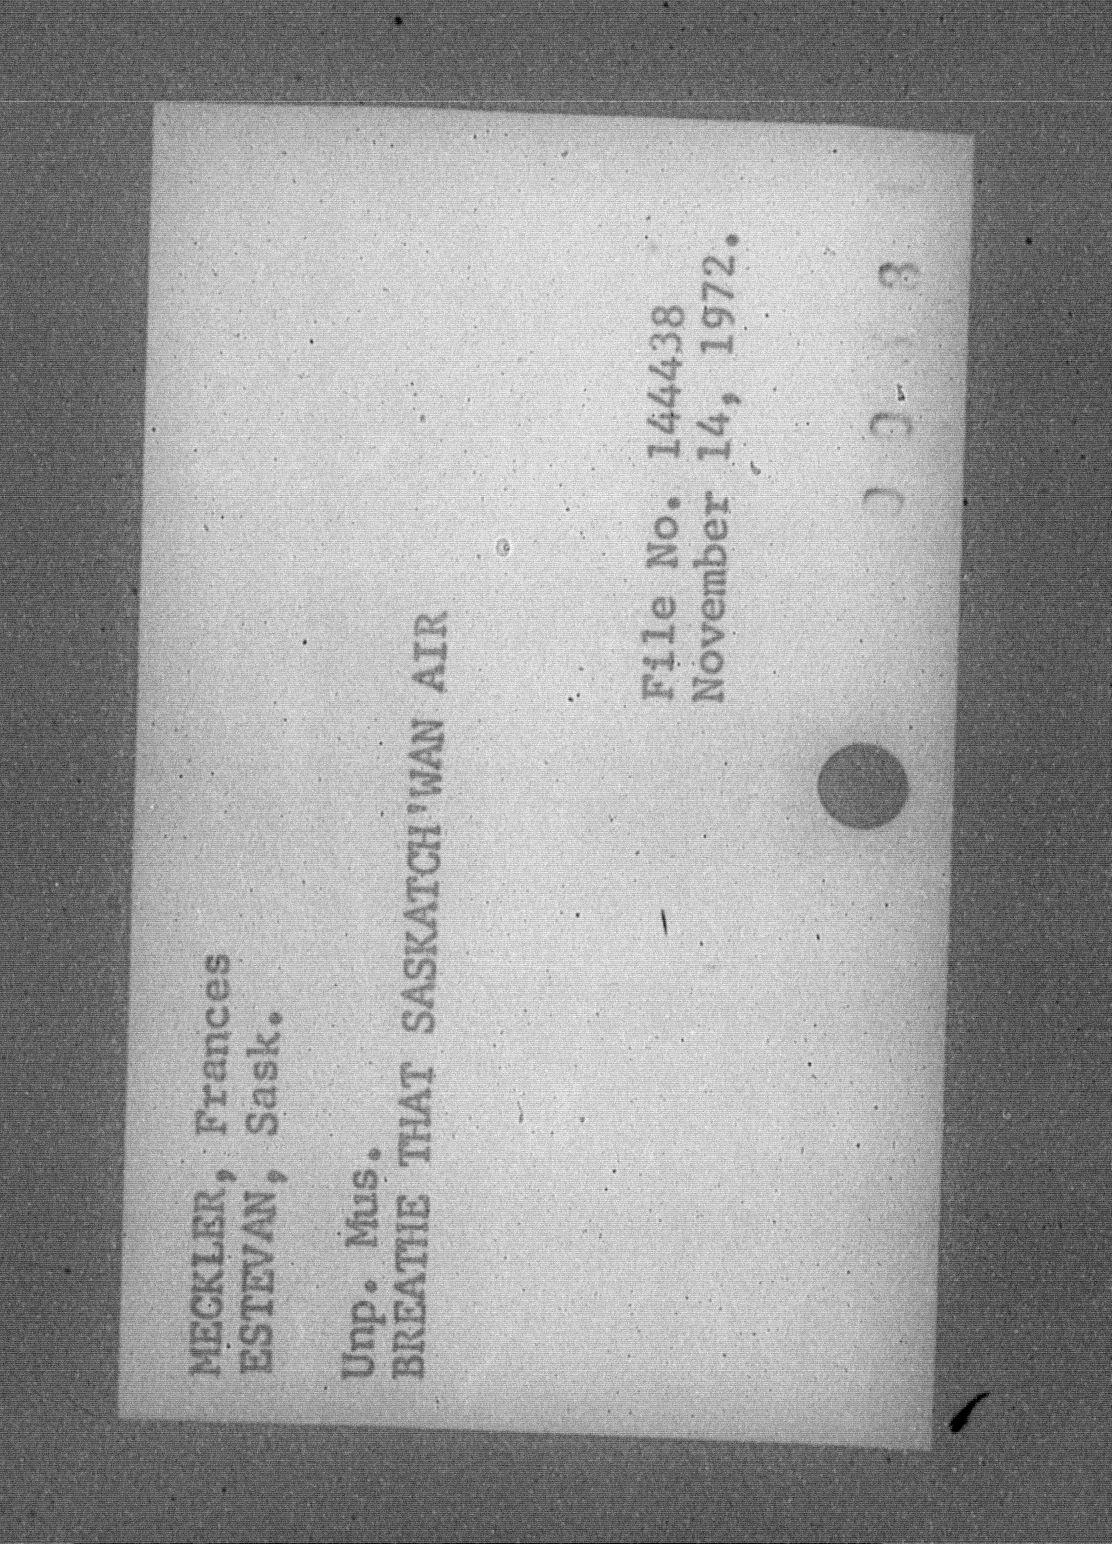 MECKLER, Frances
ESTEVAN, Sask.
Unp. Mus.
BREATHE THAT SASKATCH'WAN AIR
File No. 144438
November 14, 1972.